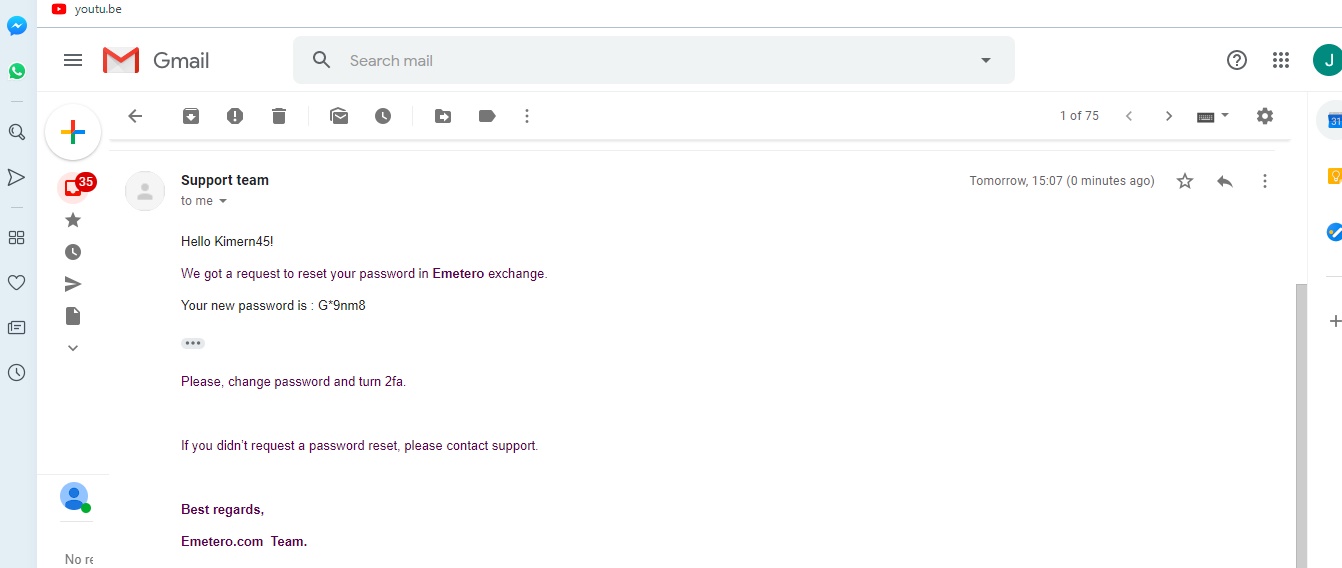 youtu.be
Gmail
Search mail
1 of 75
31
J
35
Support team
Tomorrow, 15:07 (0 minutes ago)
to me
Hello Kimern45!
We got a request to reset your password in Emetero exchange.
Your new password is : G*9nm8
Please, change password and turn 2fa.
If you didn't request a password reset, please contact support.
Best regards,
Emetero.com Team.
No re